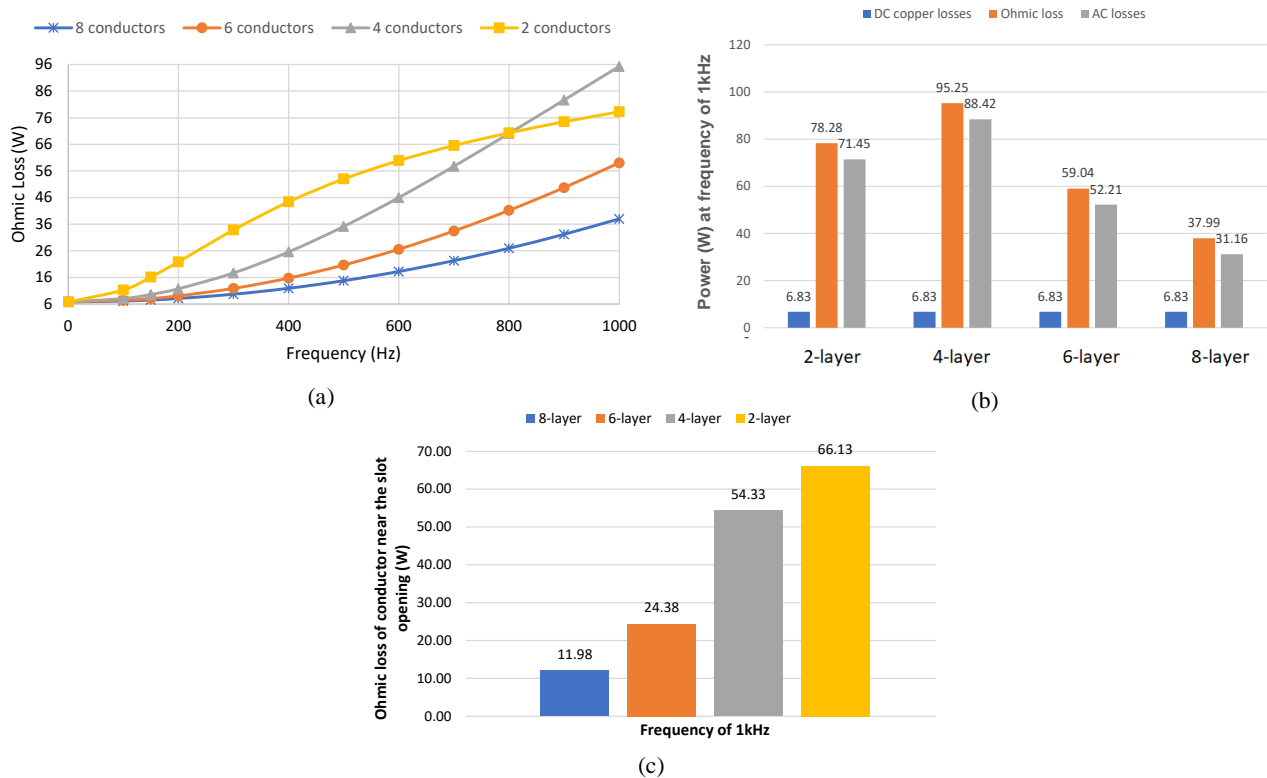 8 conductors 6 conductors 4 conductors 2 conductors
Ohmic Loss (W)
96
86
76
66
56
46
36
26
16
6
0 200 400 600 800 1000
Frequency (Hz)
(a)
DC copper losses Ohmic loss AC losses
Power (W) at frequency of 1kHz
120
100
80
60
40
20
0
-
6.83 78.28 71.45
6.83 95.25 88.42
6.83 59.04 52.21
6.83 37.99 31.16
2-layer 4-layer 6-layer 8-layer
(b)
8-layer 6-layer 4-layer 2-layer
Ohmic loss of conductor near the slot
opening (W)
70.00
60.00
50.00
40.00
30.00
20.00
10.00
0.00
11.98
24.38
54.33
66.13
Frequency of 1kHz
(c)